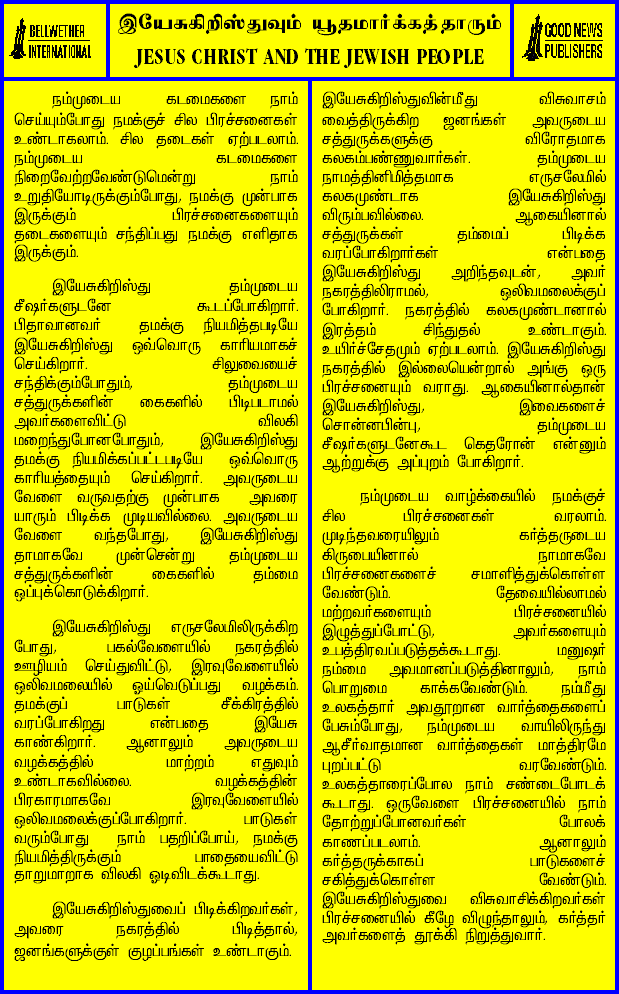 BELLWETHER
INTERNATIONAL
இயேசுகிறிஸ்துவும் யூதமார்க்கத்தாரும்
JESUS CHRIST AND THE JEWISH PEOPLE
GOOD NEWS
PUBLISHERS
நம்முடைய கடமைகளை நாம்
செய்யும்போது நமக்குச் சில பிரச்சனைகள்
உண்டாகலாம். சில தடைகள் ஏற்படலாம்.
நம்முடைய கடமைகளை
நிறைவேற்றவேண்டுமென்று நாம்
உறுதியோடிருக்கும்போது, நமக்கு முன்பாக
இருக்கும் பிரச்சனைகளையும்
தடைகளையும் சந்திப்பது நமக்கு எளிதாக
இருக்கும்.
இயேசுகிறிஸ்து தம்முடைய
சீஷர்களுடனே கூடப்போகிறார்.
பிதாவானவர் தமக்கு நியமித்தபடியே
இயேசுகிறிஸ்து ஒவ்வொரு காரியமாகச்
செய்கிறார். சிலுவையைச்
சந்திக்கும்போதும், தம்முடைய
சத்துருக்களின் கைகளில் பிடிபடாமல்
அவர்களைவிட்டு விலகி
மறைந்துபோனபோதும், இயேசுகிறிஸ்து
தமக்கு நியமிக்கப்பட்டபடியே ஒவ்வொரு
காரியத்தையும் செய்கிறார். அவருடைய
வேளை வருவதற்கு முன்பாக அவரை
யாரும் பிடிக்க முடியவில்லை. அவருடைய
வேளை வந்தபோது, இயேசுகிறிஸ்து
தாமாகவே முன்சென்று தம்முடைய
சத்துருக்களின் கைகளில் தம்மை
ஒப்புக்கொடுக்கிறார்.
இயேசுகிறிஸ்து எருசலேமிலிருக்கிற
போது, பகல்வேளையில் நகரத்தில்
ஊழியம் செய்துவிட்டு, இரவுவேளையில்
ஒலிவமலையில் ஓய்வெடுப்பது வழக்கம்.
தமக்குப் பாடுகள் சீக்கிரத்தில்
வரப்போகிறது என்பதை இயேசு
காண்கிறார். ஆனாலும் அவருடைய
வழக்கத்தில் மாற்றம் எதுவும்
உண்டாகவில்லை. வழக்கத்தின்
பிரகாரமாகவே இரவுவேளையில்
ஒலிவமலைக்குப்போகிறார். பாடுகள்
வரும்போது நாம் பதறிப்போய், நமக்கு
நியமித்திருக்கும் பாதையைவிட்டு
தாறுமாறாக விலகி ஓடிவிடக்கூடாது.
இயேசுகிறிஸ்துவைப் பிடிக்கிறவர்கள்,
அவரை நகரத்தில் பிடித்தால்,
ஜனங்களுக்குள் குழப்பங்கள் உண்டாகும்.
இயேசுகிறிஸ்துவின்மீது விசுவாசம்
வைத்திருக்கிற ஜனங்கள் அவருடைய
சத்துருக்களுக்கு விரோதமாக
கலகம்பண்ணுவார்கள். தம்முடைய
நாமத்தினிமித்தமாக எருசலேமில்
கலகமுண்டாக இயேசுகிறிஸ்து
விரும்பவில்லை. ஆகையினால்
சத்துருக்கள் தம்மைப் பிடிக்க
வரப்போகிறார்கள் என்பதை
இயேசுகிறிஸ்து அறிந்தவுடன், அவர்
நகரத்திலிராமல், ஒலிவமலைக்குப்
போகிறார். நகரத்தில் கலகமுண்டானால்
இரத்தம் சிந்துதல் உண்டாகும்.
உயிர்ச்சேதமும் ஏற்படலாம். இயேசுகிறிஸ்து
நகரத்தில் இல்லையென்றால் அங்கு ஒரு
பிரச்சனையும் வராது. ஆகையினால்தான்
இயேசுகிறிஸ்து, இவைகளைச்
சொன்னபின்பு, தம்முடைய
சீஷர்களுடனேகூட கெதரோன் என்னும்
ஆற்றுக்கு அப்புறம் போகிறார்.
நம்முடைய வாழ்க்கையில் நமக்குச்
சில பிரச்சனைகள் வரலாம்.
முடிந்தவரையிலும் கர்த்தருடைய
கிருபையினால் நாமாகவே
பிரச்சனைகளைச் சமாளித்துக்கொள்ள
வேண்டும். தேவையில்லாமல்
மற்றவர்களையும் பிரச்சனையில்
இழுத்துப்போட்டு, அவர்களையும்
உபத்திரவப்படுத்தக்கூடாது. மனுஷர்
நம்மை அவமானப்படுத்தினாலும், நாம்
பொறுமை காக்கவேண்டும். நம்மீது
உலகத்தார் அவதூறான வார்த்தைகளைப்
பேசும்போது, நம்முடைய வாயிலிருந்து
ஆசீர்வாதமான வார்த்தைகள் மாத்திரமே
புறப்பட்டு வரவேண்டும்.
உலகத்தாரைப்போல நாம் சண்டைபோடக்
கூடாது. ஒருவேளை பிரச்சனையில் நாம்
தோற்றுப்போனவர்கள் போலக்
காணப்படலாம். ஆனாலும்
கர்த்தருக்காகப் பாடுகளைச்
சகித்துக்கொள்ள வேண்டும்.
இயேசுகிறிஸ்துவை விசுவாசிக்கிறவர்கள்
பிரச்சனையில் கீழே விழுந்தாலும், கர்த்தர்
அவர்களைத் தூக்கி நிறுத்துவார்.